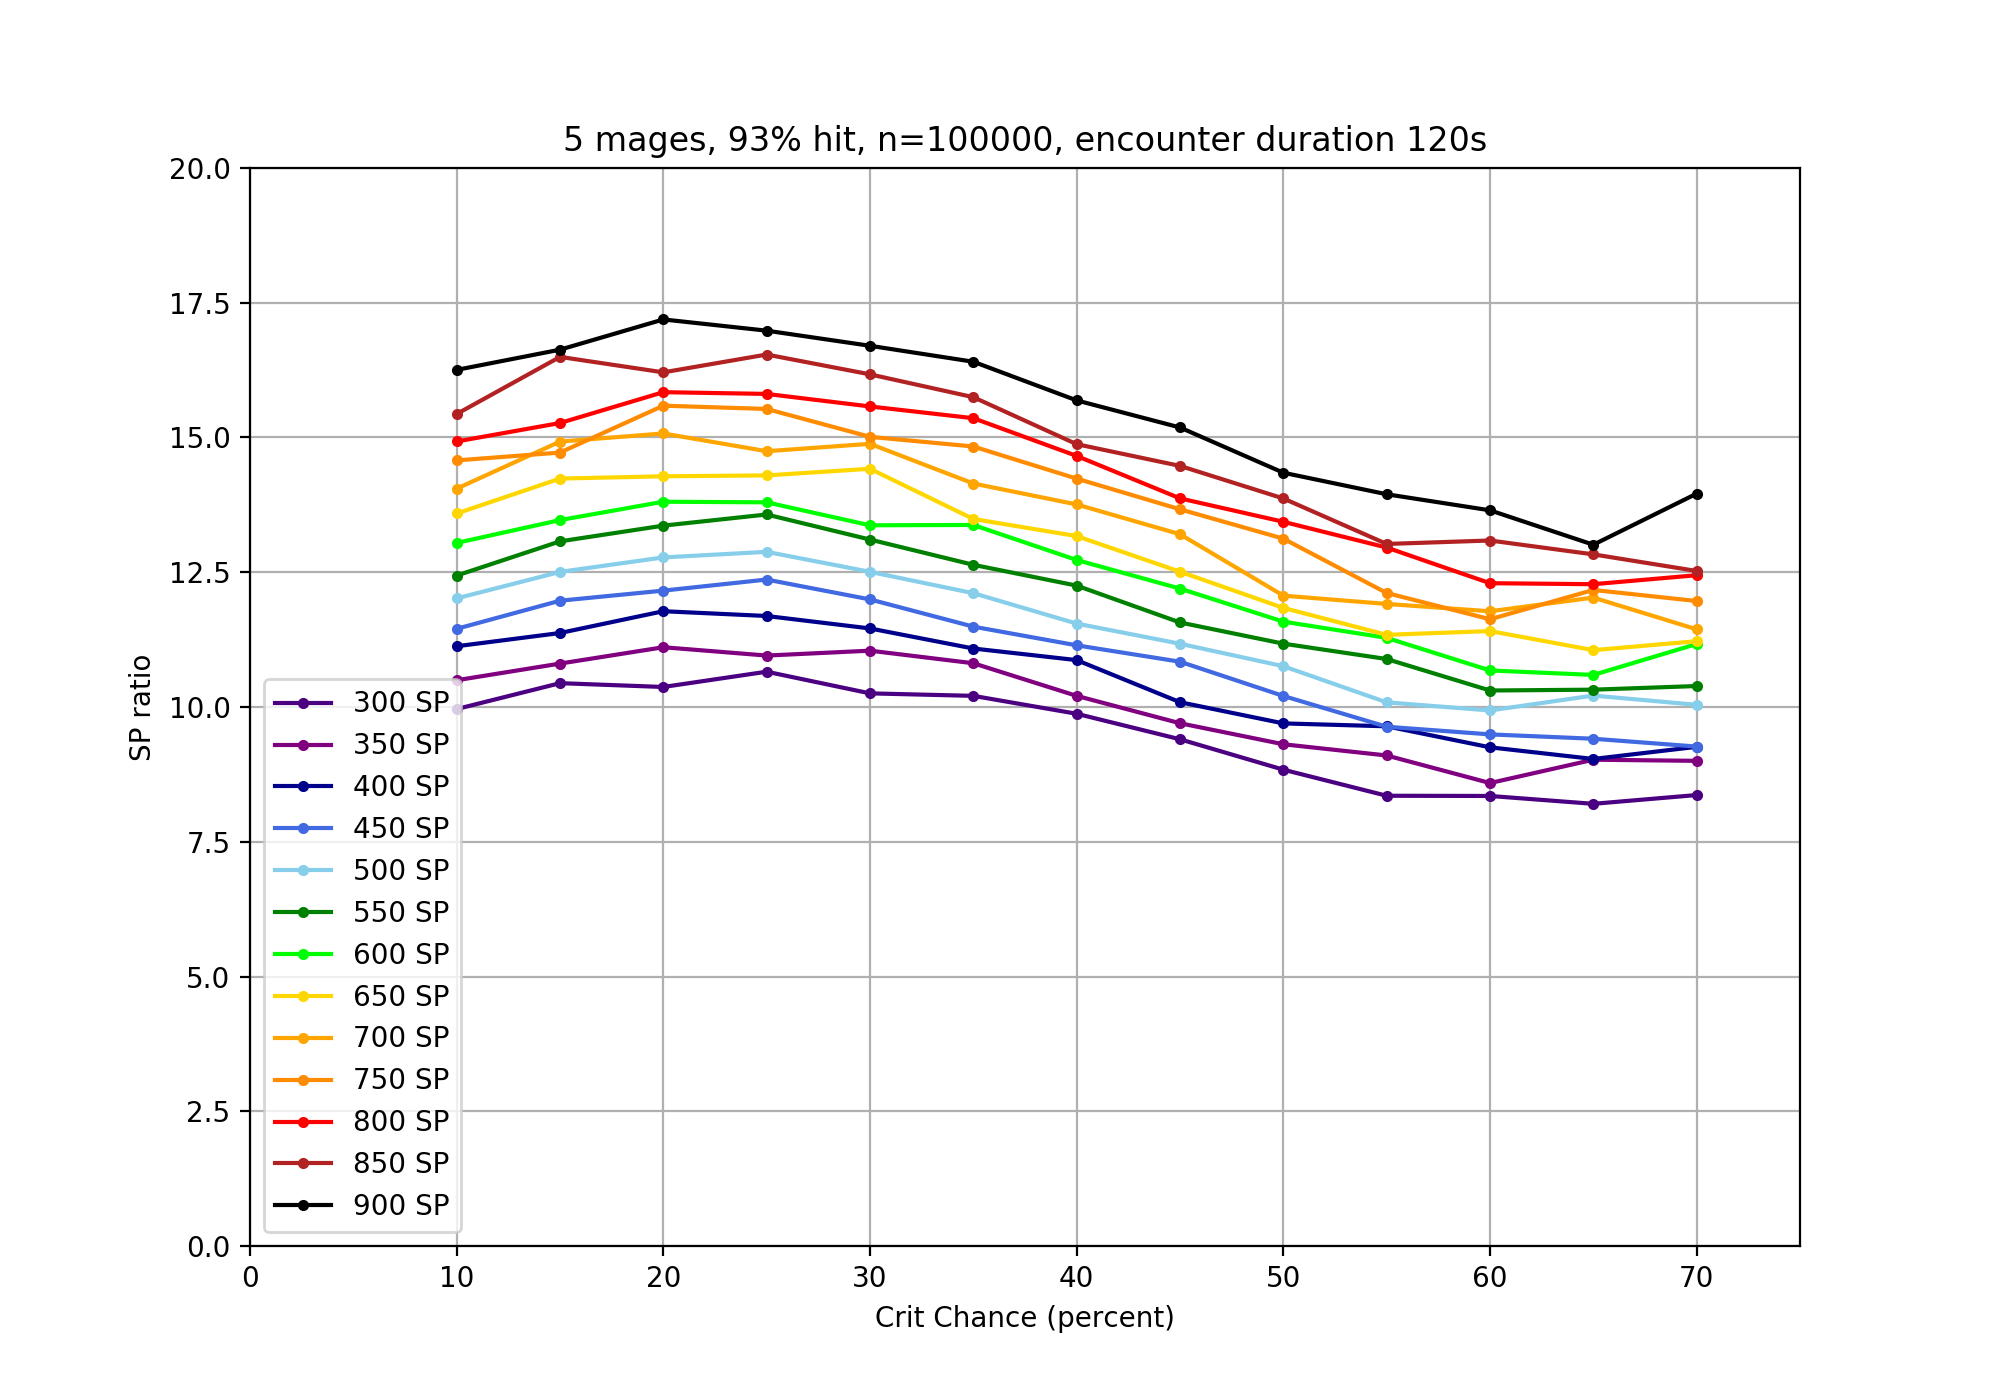 5 mages, 93% hit, n=100000, encounter duration 120s
20.0
17.5
15.0
12.5
10.0
7.5
5.0
2.5
0.0
SP ratio
300 SP
350 SP
400 SP
450 SP
500 SP
550 SP
600 SP
650 SP
700 SP
750 SP
800 SP
850 SP
900 SP
0 10 20 30 40 50 60 70
Crit Chance (percent)